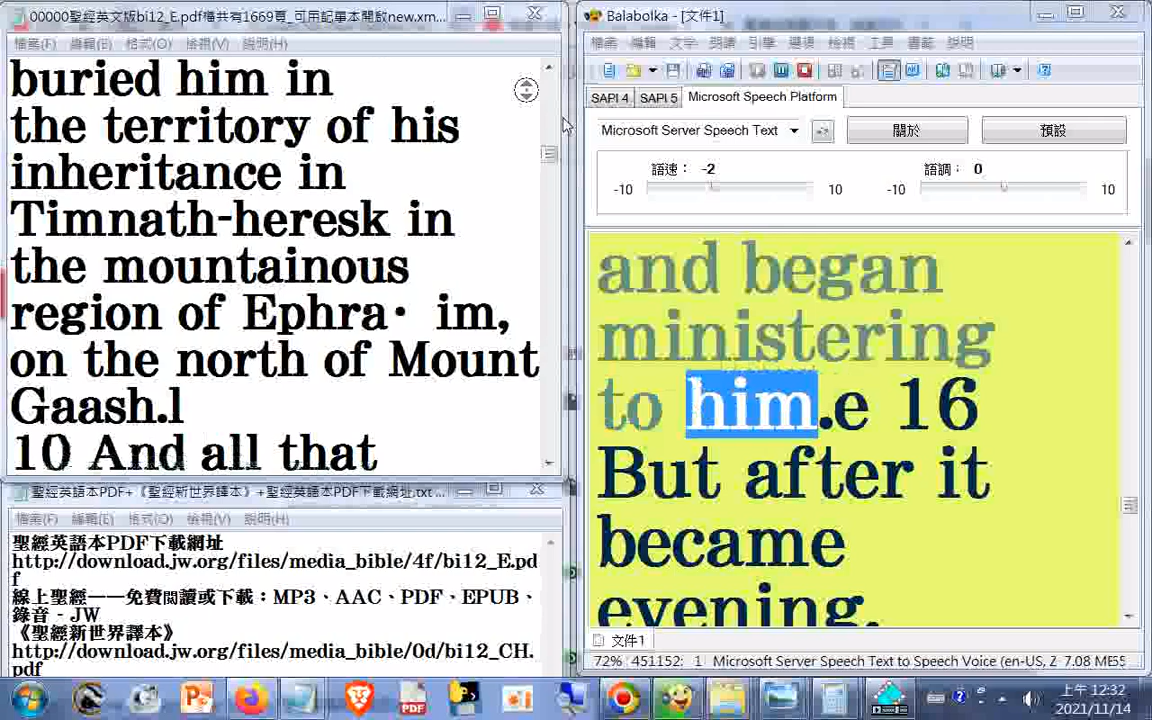 00000聖經英文版bi12_E.pdf檔共有1669頁_可用記事本開啟new.xm...
檔案(F) 編輯(E) 格式(O) 檢視(V) 說明(H)
buried him in
the territory of his
inheritance in
Timnath-heresk in
the mountainous
region of Ephra· im,
on the north of Mount
Gaash.l
10 And all that
聖經英語本PDF+《聖經新世界譯本》+聖經英語本PDF下載網址.txt ...
檔案(F) 編輯(E) 格式(O) 檢視(V) 說明(H)
聖經英語本PDF下載網址
http://download.jw.org/files/media_bible/4f/bi12_E.pd
f
線上聖經——免費閱讀或下載：MP3、AAC、PDF、EPUB、
錄音 - JW
《聖經新世界譯本》
http://download.jw.org/files/media_bible/0d/bi12_CH.
pdf
Balabolka - [文件1]
檔案 編輯 文字 朗讀 引擎 選項 檢視 工具 書籤 說明
SAPI 4 SAPI 5 Microsoft Speech Platform
Microsoft Server Speech Text 關於 預設
語速： -2 語調： 0
-10 10 -10 10
and began
ministering
to him.e 16
But after it
became
evening,
文件1
72% 451152: 1 Microsoft Server Speech Text to Speech Voice (en-US, Z 7.08 ME55
PDF
上午 12:32
2021/11/14